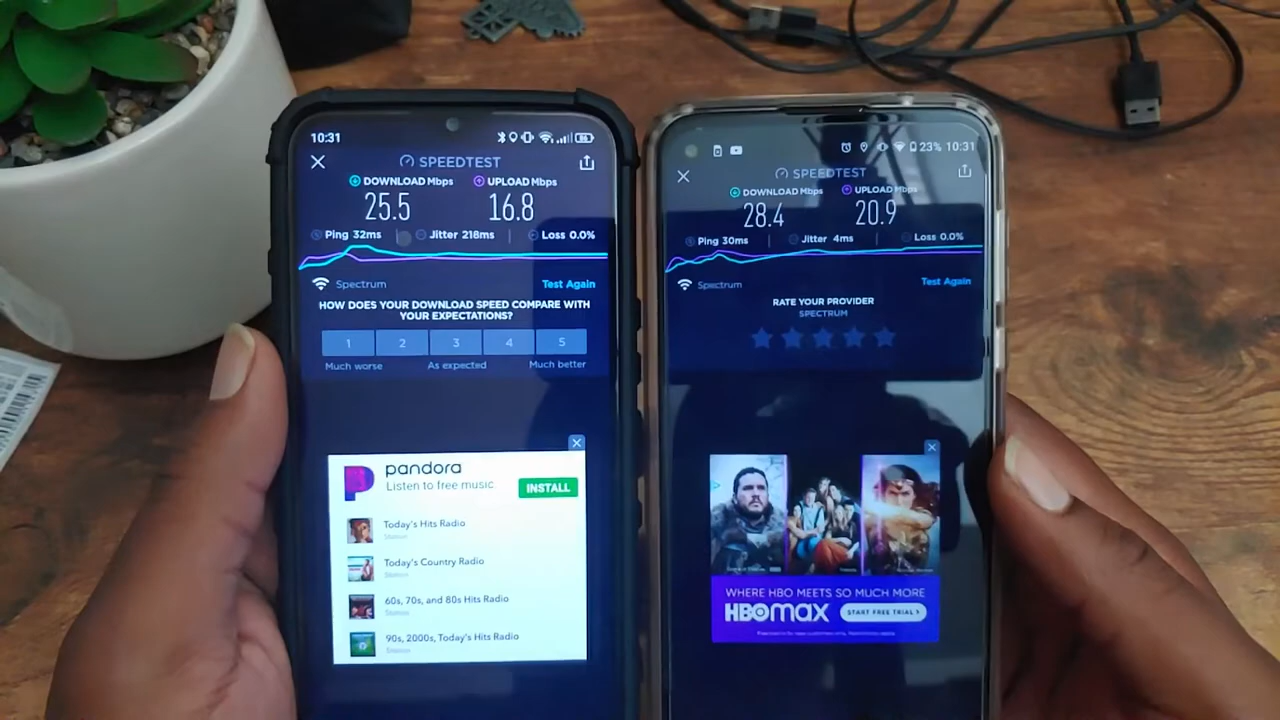 10:31
SPEEDTEST
DOWNLOAD Mbps UPLOAD Mbps
25.5 16.8
Ping 32ms Jitter 218ms Loss 0.0%
Spectrum Test Again
HOW DOES YOUR DOWNLOAD SPEED COMPARE WITH
YOUR EXPECTATIONS?
1 2 3 4 5
Much worse As expected Much better
pandora
Listen to free music
INSTALL
Today's Hits Radio
Station
Today's Country Radio
Station
60s, 70s, and 80s Hits Radio
Station
90s, 2000s, Today's Hits Radio
Station
23% 10:31
SPEEDTEST
DOWNLOAD Mbps UPLOAD Mbps
28.4 20.9
Ping 30ms Jitter 4ms Loss 0.0%
Spectrum Test Again
RATE YOUR PROVIDER
SPECTRUM
WHERE HBO MEETS SO MUCH MORE
HBOMAX START FREE TRIAL >